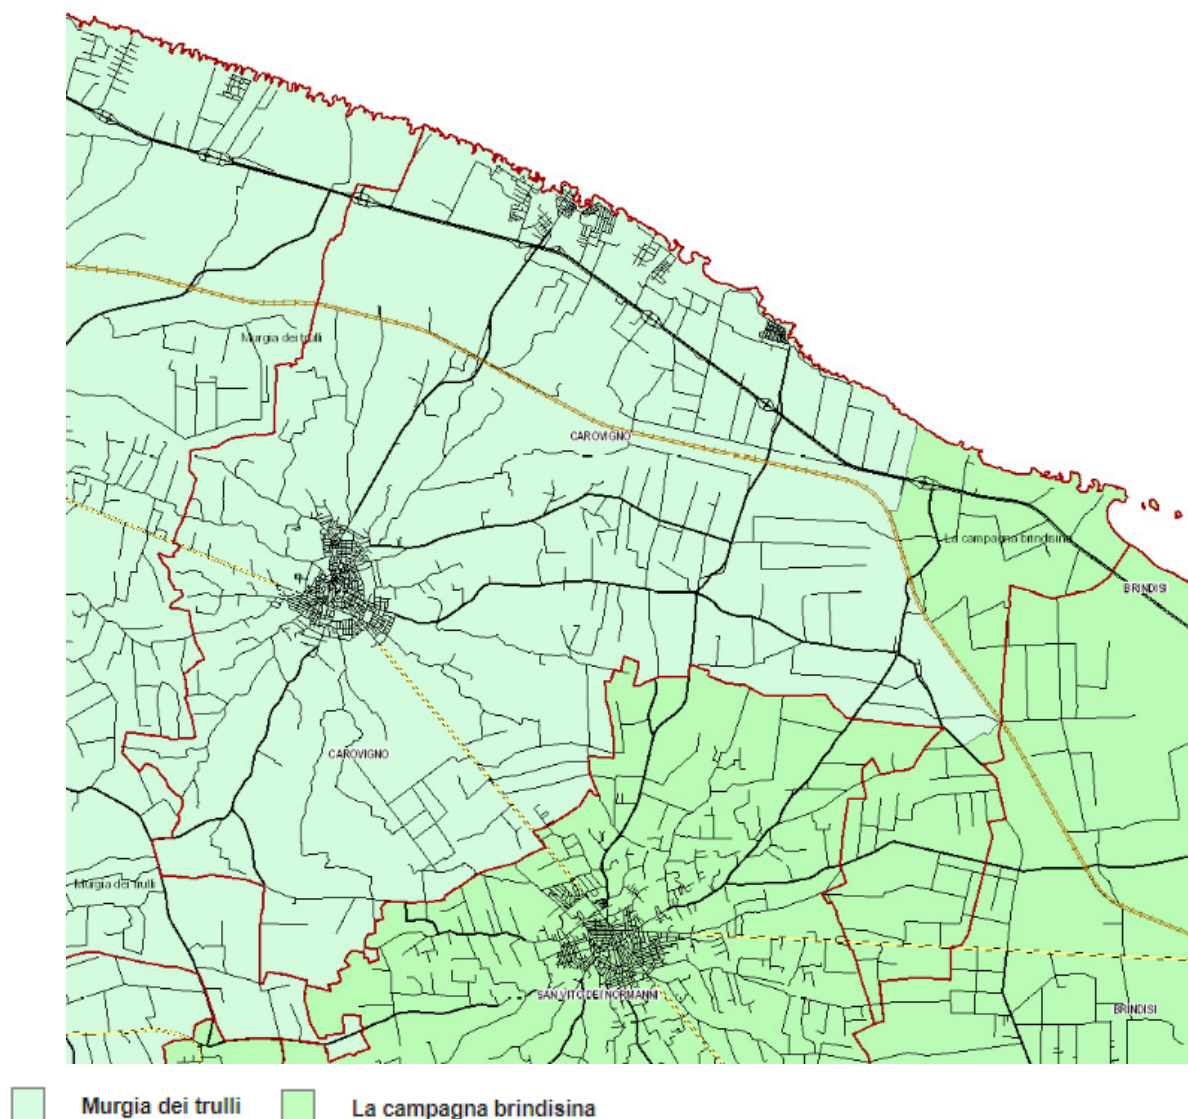 Murgia dei trulli
CAROVIGNO
La campagna brindisina
BRINDISI
CAROVIGNO
Murgia dei trulli
SAN VITO DEI NORMANNI
BRINDISI
Murgia dei trulli La campagna brindisina